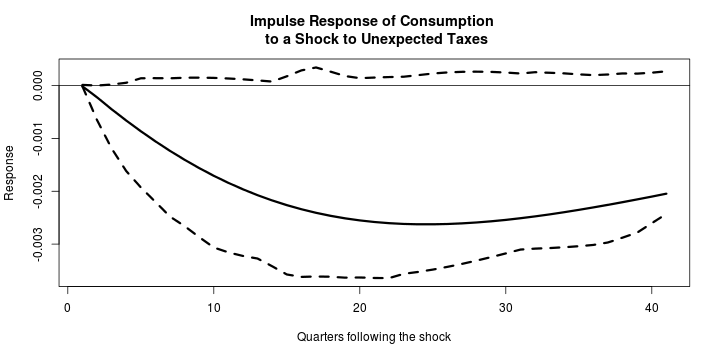 Impulse Response of Consumption
to a Shock to Unexpected Taxes
Response
0.000
-0.001
-0.002
-0.003
0 10 20 30 40
Quarters following the shock